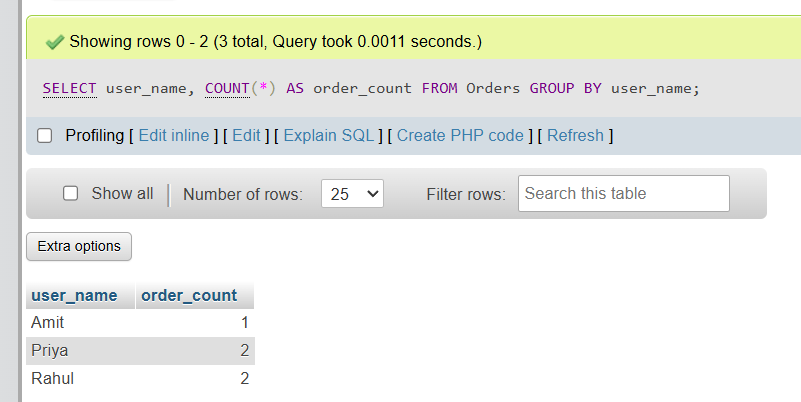 Showing rows 0 - 2 (3 total, Query took 0.0011 seconds.)
SELECT user_name, COUNT(*) AS order_count FROM Orders GROUP BY user_name;
Profiling [ Edit inline ] [ Edit ] [ Explain SQL ] [ Create PHP code ] [ Refresh ]
Show all Number of rows: 25 Filter rows: Search this table
Extra options
user_name order_count
Amit 1
Priya 2
Rahul 2